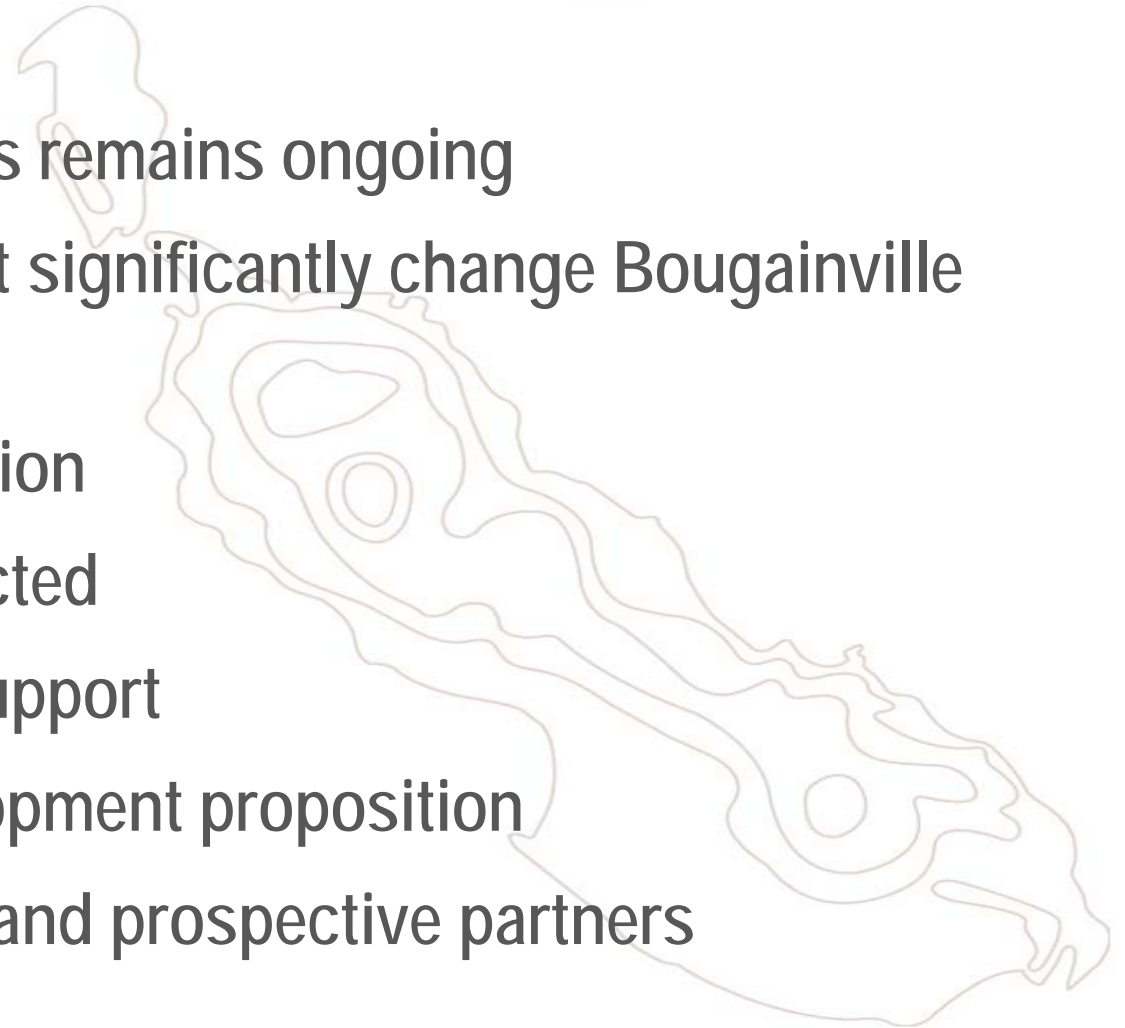 s remains ongoing
t significantly change Bougainville
ion
cted
upport
opment proposition
and prospective partners